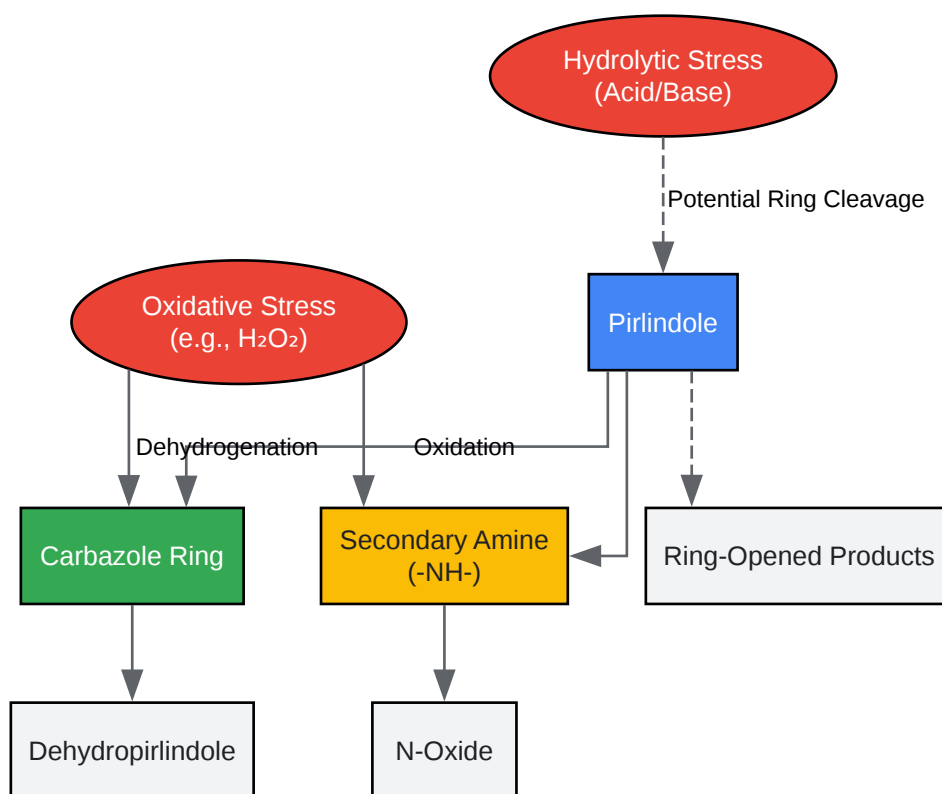 Hydrolytic Stress
(Acid/Base)
Potential Ring Cleavage
Oxidative Stress
(e.g., H₂O₂)
Pirlindole
Dehydrogenation
Oxidation
Carbazole Ring
Secondary Amine
(-NH-)
Ring-Opened Products
Dehydropirlindole
N-Oxide